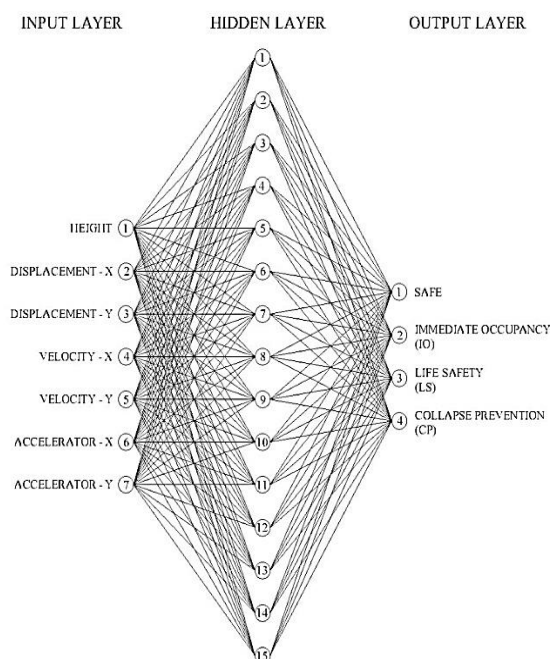 INPUT LAYER
HIDDEN LAYER
OUTPUT LAYER
HEIGHT
1
DISPLACEMENT - X
2
DISPLACEMENT - Y
3
VELOCITY - X
4
VELOCITY - Y
5
ACCELERATOR - X
6
ACCELERATOR - Y
7
1
2
3
4
5
6
7
8
9
10
11
12
13
14
15
1 SAFE
2 IMMEDIATE OCCUPANCY
(IO)
3 LIFE SAFETY
(LS)
4 COLLAPSE PREVENTION
(CP)